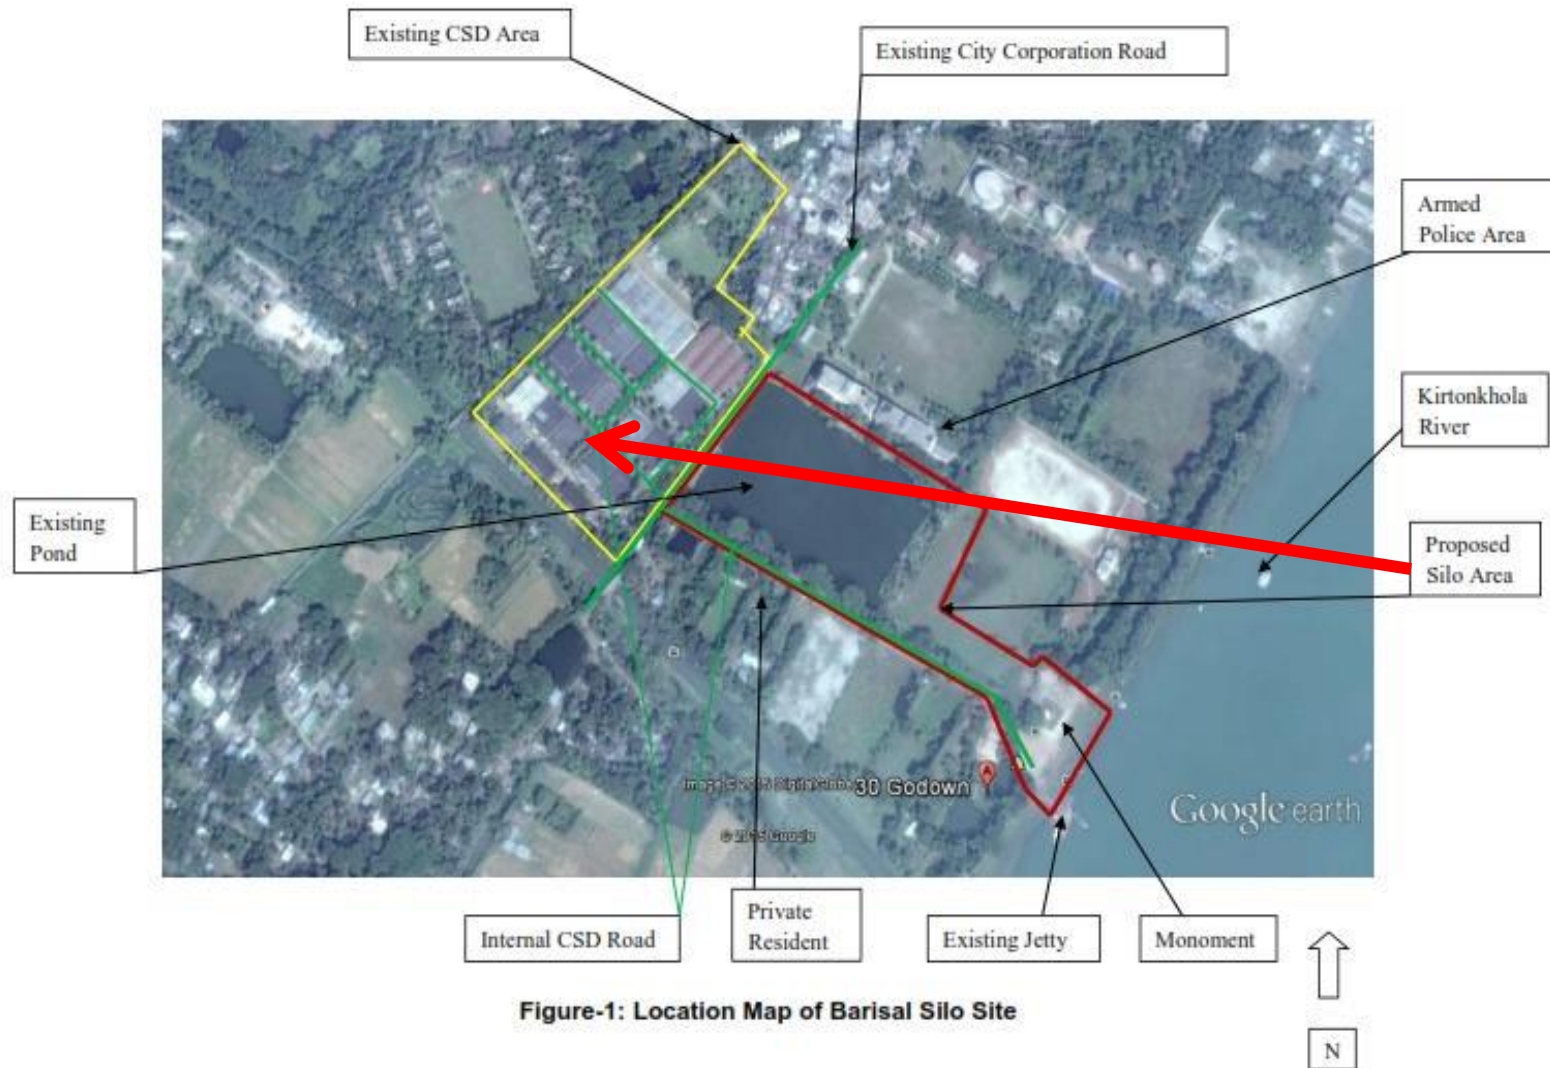 Existing CSD Area
Existing City Corporation Road
Armed
Police Area
Kirtonkhola
River
Existing
Pond
Proposed
Silo Area
30 Godown
Google earth
© 2015 Google
Internal CSD Road
Private
Resident
Existing Jetty
Monoment
Figure-1: Location Map of Barisal Silo Site
N